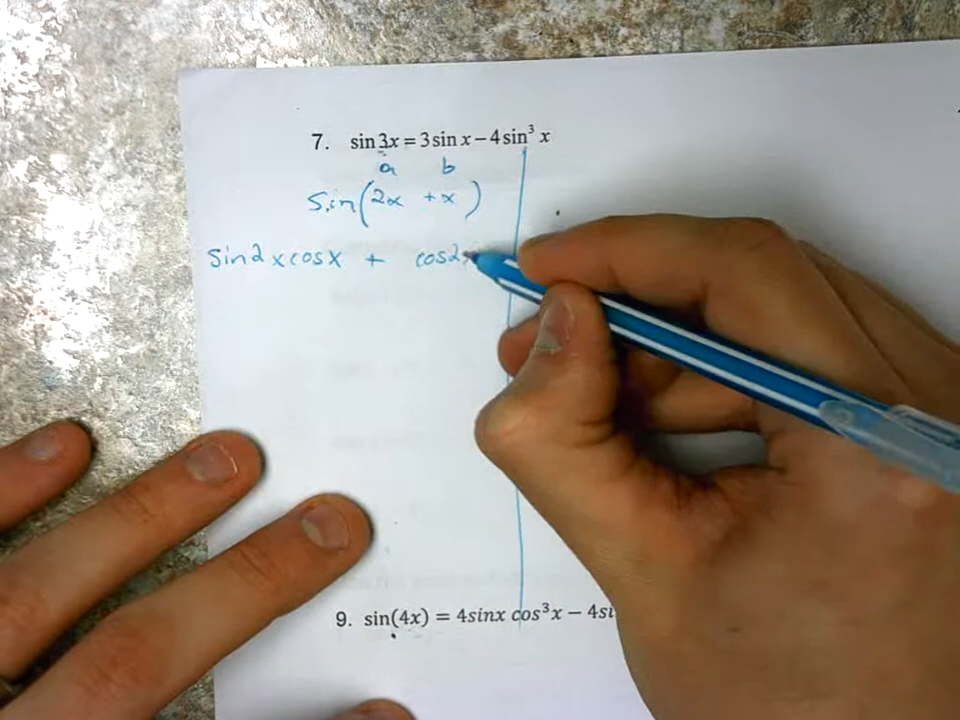 7. sin 3x = 3 sin x − 4 sin³ x
a b
sin(2x + x)
sin2xcosx + cos2x
9. sin(4x) = 4sinx cos³x − 4si